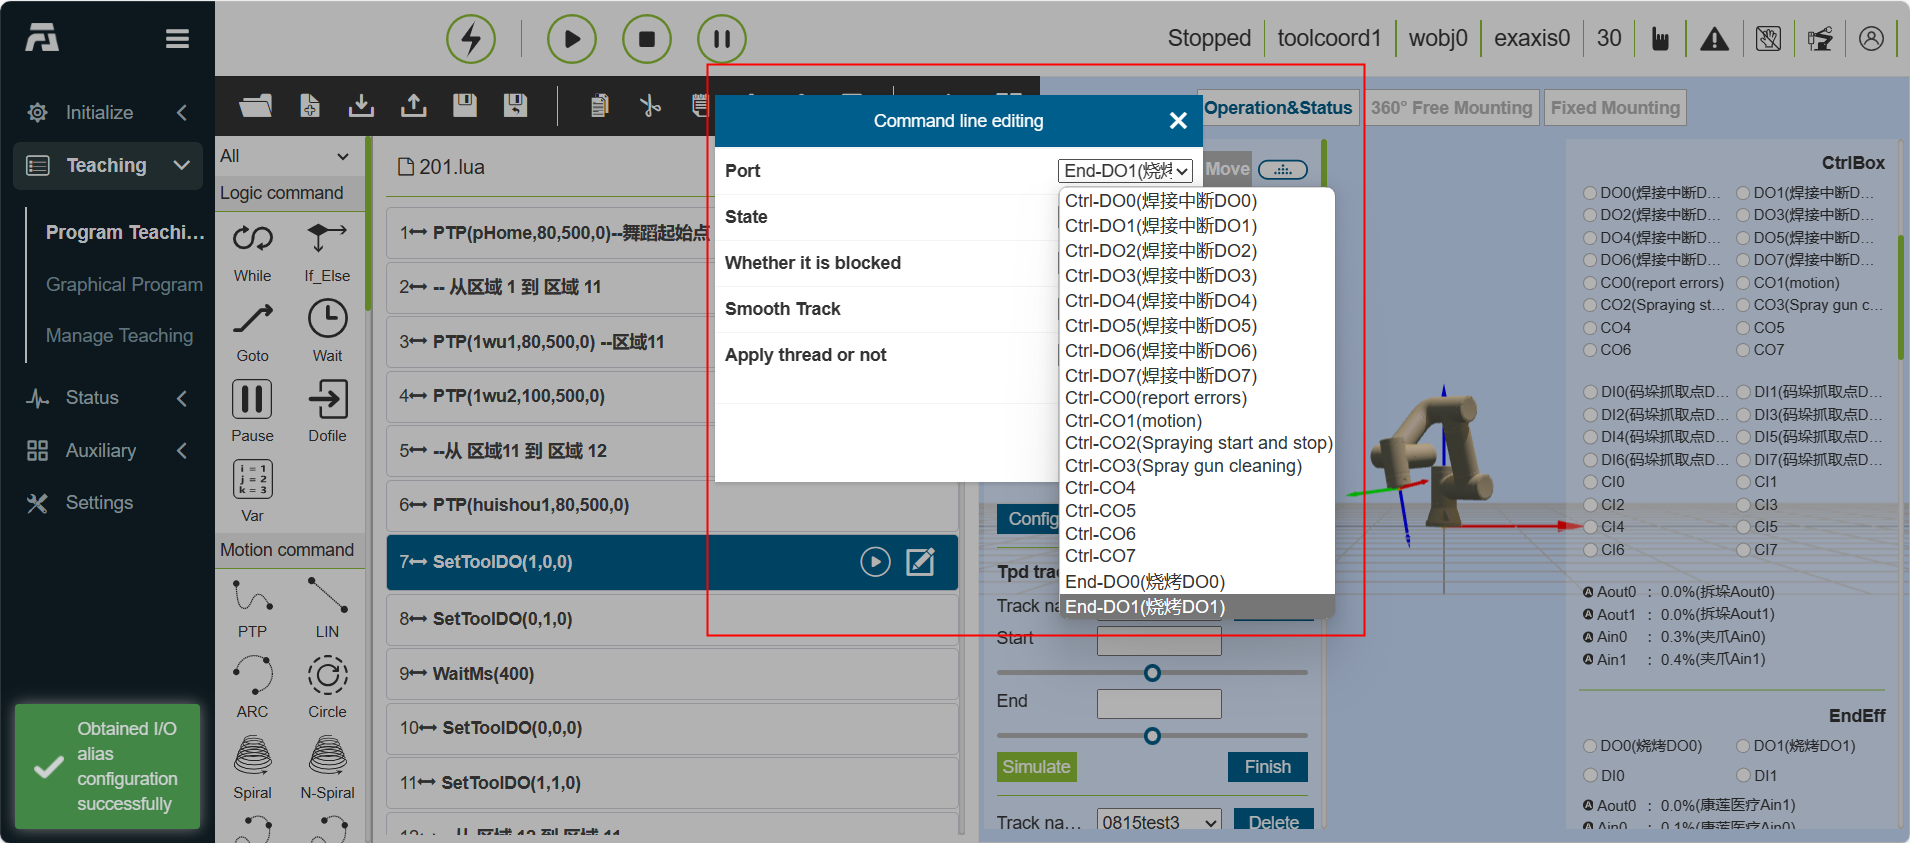 Stopped
toolcoord1
wobj0
exaxis0
30
Initialize
Teaching
Program Teachi...
Graphical Program
Manage Teaching
Status
Auxiliary
Settings
Obtained I/O
alias
configuration
successfully
All
Logic command
While
If_Else
Goto
Wait
Pause
Dofile
i = 1
j = 2
k = 3
Var
Motion command
PTP
LIN
ARC
Circle
Spiral
N-Spiral
201.lua
1 PTP(pHome,80,500,0)--舞蹈起始点
2 -- 从区域 1 到 区域 11
3 PTP(1wu1,80,500,0) --区域11
4 PTP(1wu2,100,500,0)
5 --从 区域11 到 区域 12
6 PTP(huishou1,80,500,0)
7 SetToolDO(1,0,0)
8 SetToolDO(0,1,0)
9 WaitMs(400)
10 SetToolDO(0,0,0)
11 SetToolDO(1,1,0)
Command line editing
Port
End-DO1(烧烤
State
Whether it is blocked
Smooth Track
Apply thread or not
Ctrl-DO0(焊接中断DO0)
Ctrl-DO1(焊接中断DO1)
Ctrl-DO2(焊接中断DO2)
Ctrl-DO3(焊接中断DO3)
Ctrl-DO4(焊接中断DO4)
Ctrl-DO5(焊接中断DO5)
Ctrl-DO6(焊接中断DO6)
Ctrl-DO7(焊接中断DO7)
Ctrl-CO0(report errors)
Ctrl-CO1(motion)
Ctrl-CO2(Spraying start and stop)
Ctrl-CO3(Spray gun cleaning)
Ctrl-CO4
Ctrl-CO5
Ctrl-CO6
Ctrl-CO7
End-DO0(烧烤DO0)
End-DO1(烧烤DO1)
Operation&Status
360° Free Mounting
Fixed Mounting
Move
Config
Tpd trac
Track na
Start
End
Simulate
Finish
Track na...
0815test3
Delete
CtrlBox
DO0(焊接中断D...
DO1(焊接中断D...
DO2(焊接中断D...
DO3(焊接中断D...
DO4(焊接中断D...
DO5(焊接中断D...
DO6(焊接中断D...
DO7(焊接中断D...
CO0(report errors)
CO1(motion)
CO2(Spraying st...
CO3(Spray gun c...
CO4
CO5
CO6
CO7
DI0(码垛抓取点D...
DI1(码垛抓取点D...
DI2(码垛抓取点D...
DI3(码垛抓取点D...
DI4(码垛抓取点D...
DI5(码垛抓取点D...
DI6(码垛抓取点D...
DI7(码垛抓取点D...
CI0
CI1
CI2
CI3
CI4
CI5
CI6
CI7
Aout0 : 0.0%(拆垛Aout0)
Aout1 : 0.0%(拆垛Aout1)
Ain0 : 0.3%(夹爪Ain0)
Ain1 : 0.4%(夹爪Ain1)
EndEff
DO0(烧烤DO0)
DO1(烧烤DO1)
DI0
DI1
Aout0 : 0.0%(康莲医疗Ain1)
Ain0 : 0.1%(康莲医疗Ain0)